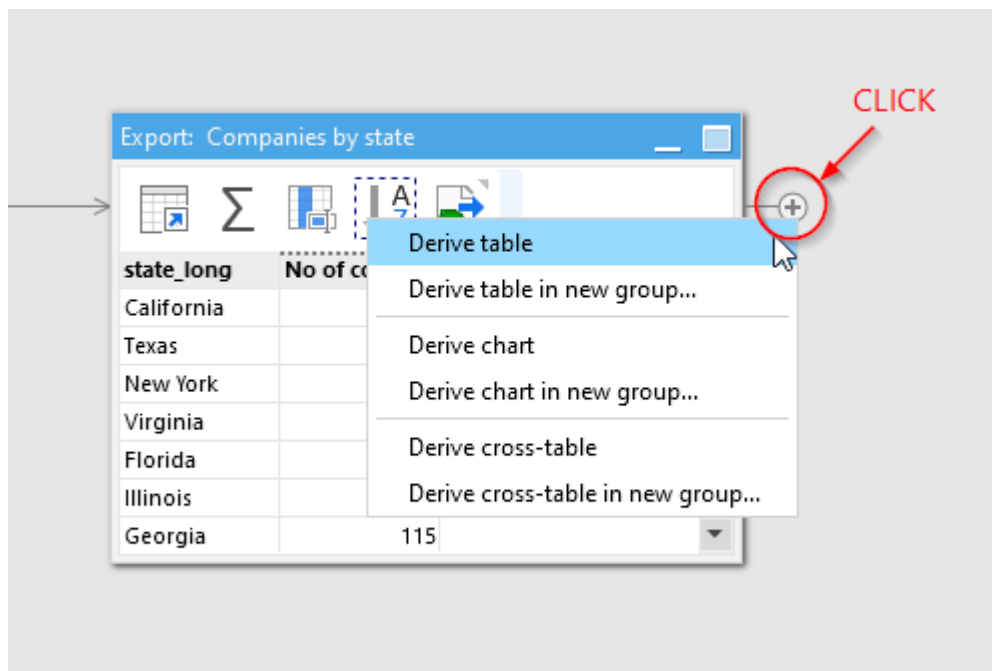 CLICK
Export: Companies by state
A
Z
Derive table
state_long No of
Derive table in new group...
California
Texas
Derive chart
New York
Derive chart in new group...
Virginia
Florida
Derive cross-table
Illinois
Derive cross-table in new group...
Georgia 115